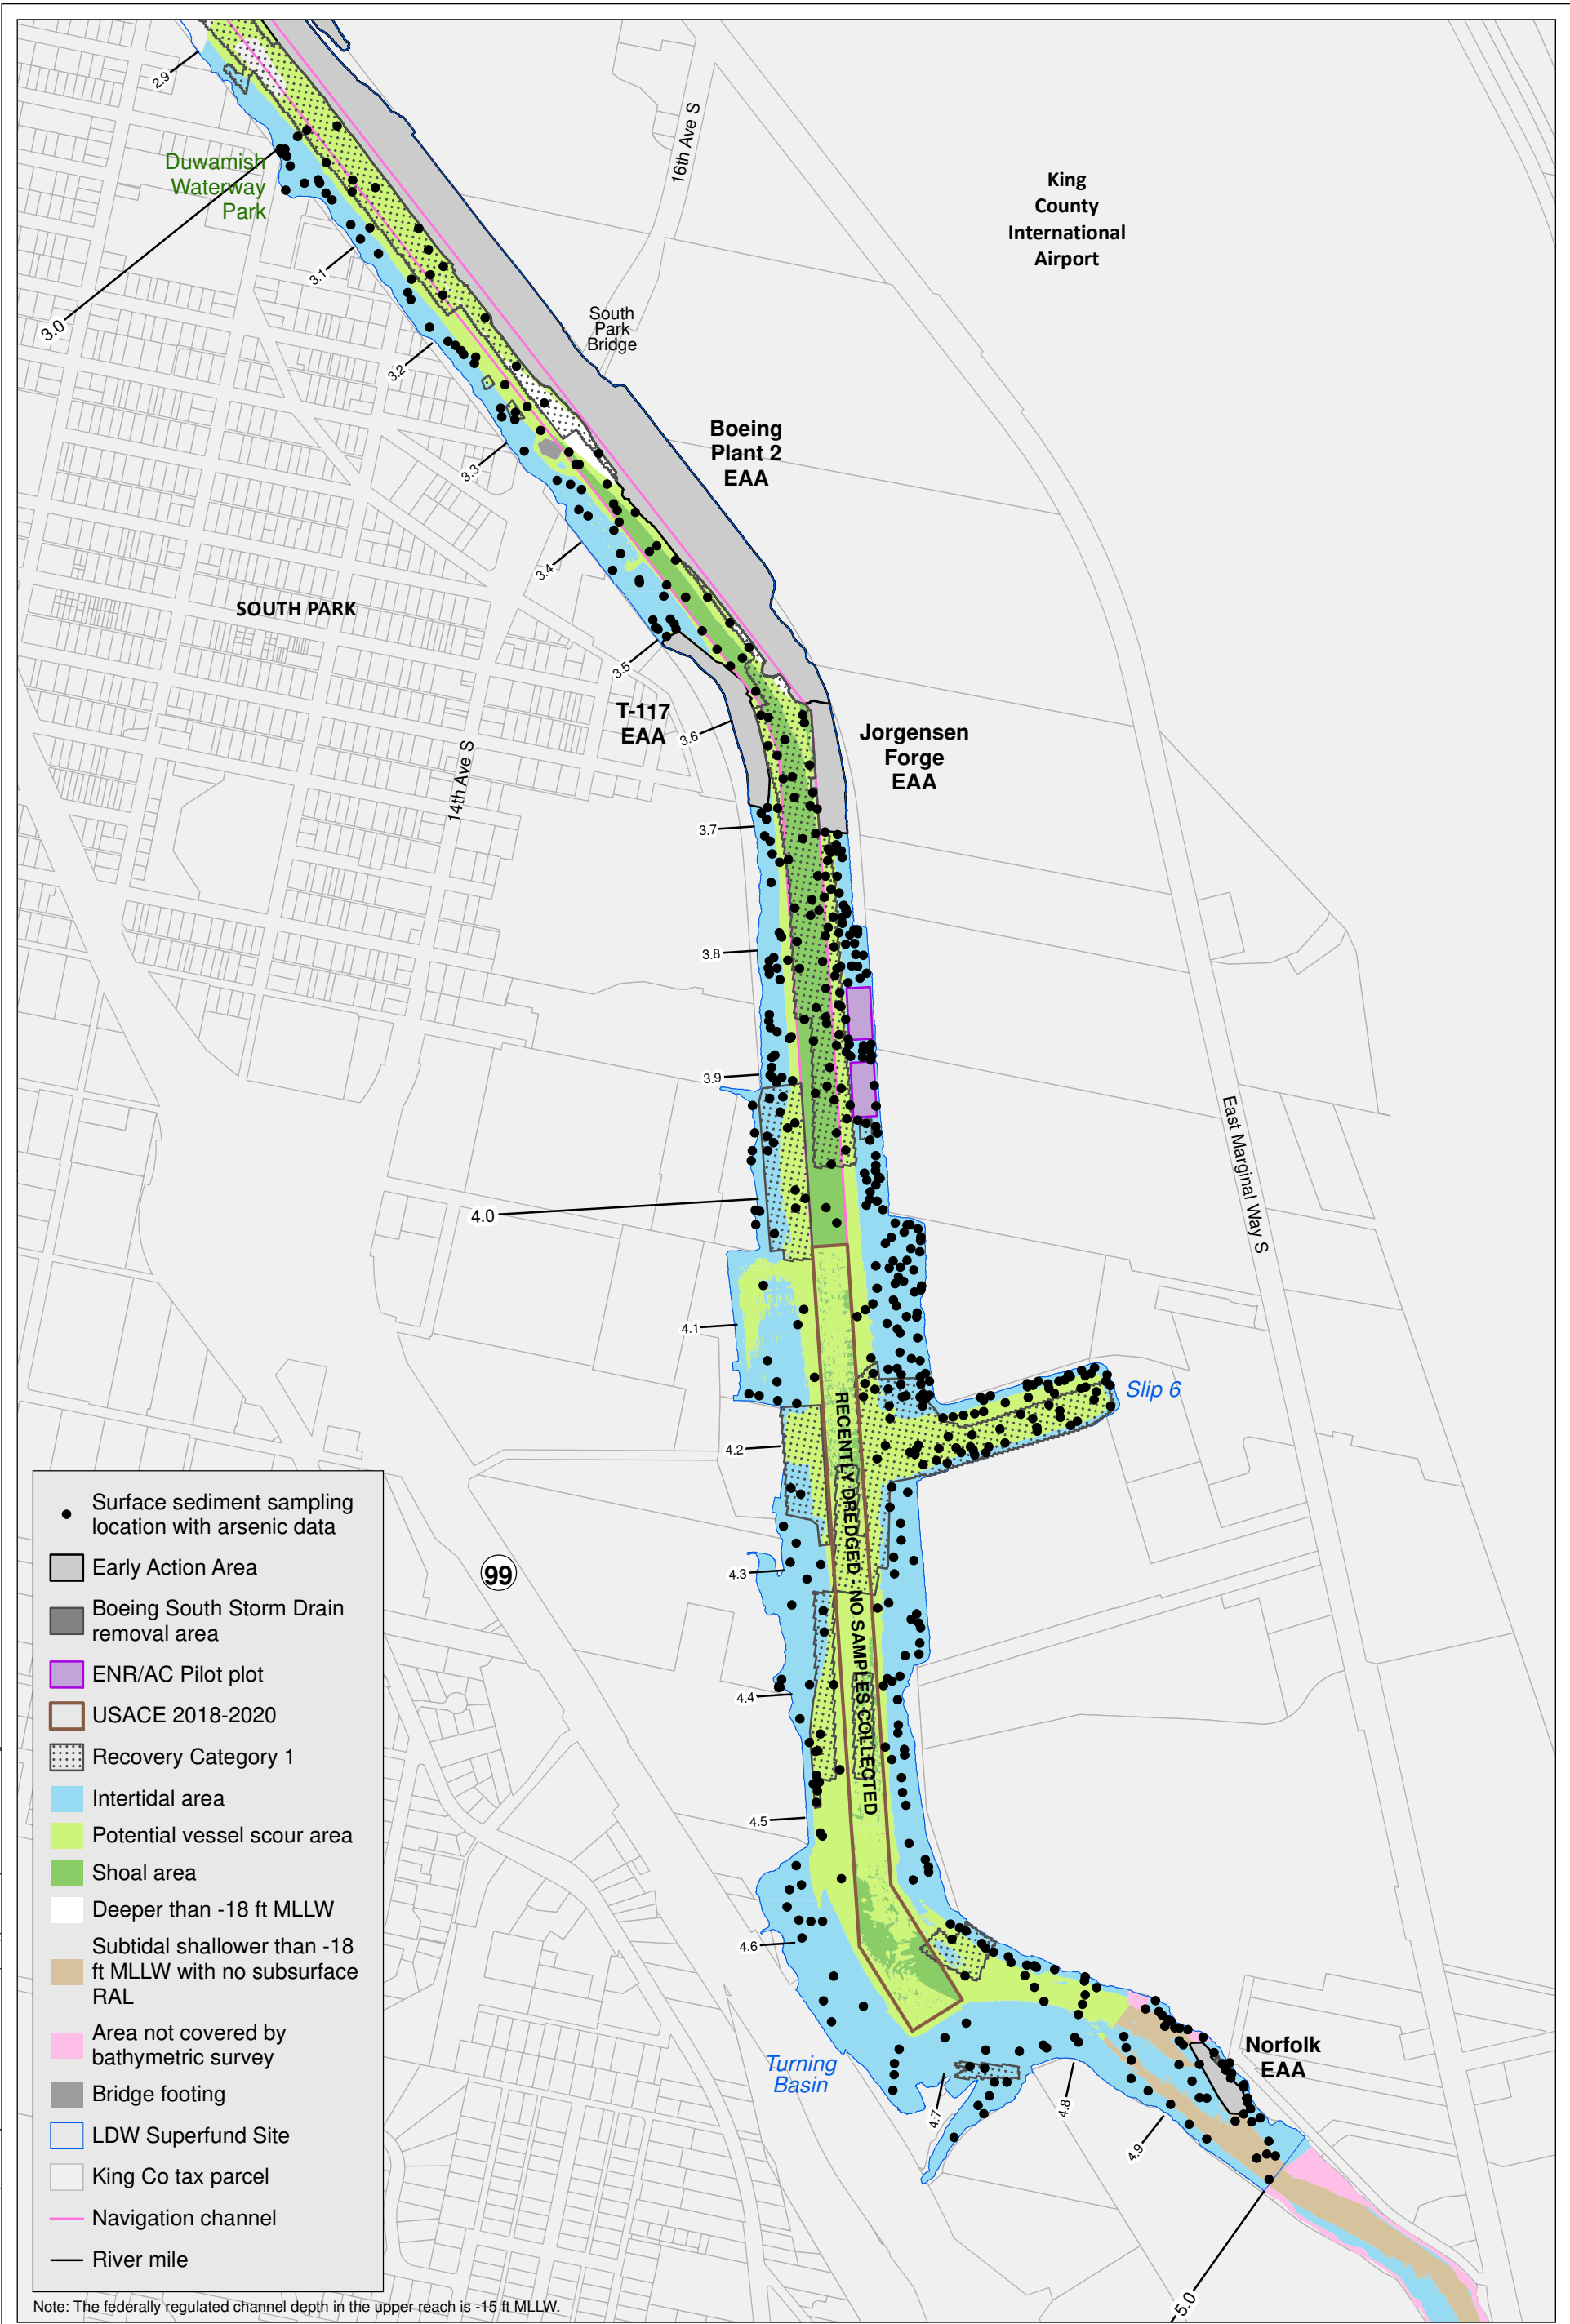 2.9
Duwamish
Waterway
Park
3.0
3.1
3.2
3.3
3.4
3.5
16th Ave S
King
County
International
Airport
South
Park
Bridge
Boeing
Plant 2
EAA
SOUTH PARK
14th Ave S
T-117
EAA
3.6
Jorgensen
Forge
EAA
3.7
3.8
3.9
4.0
East Marginal Way S
4.1
Slip 6
4.2
RECENTLY DREDGED - NO SAMPLES COLLECTED
4.3
99
4.4
4.5
4.6
Turning
Basin
4.7
4.8
4.9
Norfolk
EAA
5.0
Surface sediment sampling
location with arsenic data
Early Action Area
Boeing South Storm Drain
removal area
ENR/AC Pilot plot
USACE 2018-2020
Recovery Category 1
Intertidal area
Potential vessel scour area
Shoal area
Deeper than -18 ft MLLW
Subtidal shallower than -18
ft MLLW with no subsurface
RAL
Area not covered by
bathymetric survey
Bridge footing
LDW Superfund Site
King Co tax parcel
Navigation channel
River mile
Note: The federally regulated channel depth in the upper reach is -15 ft MLLW.